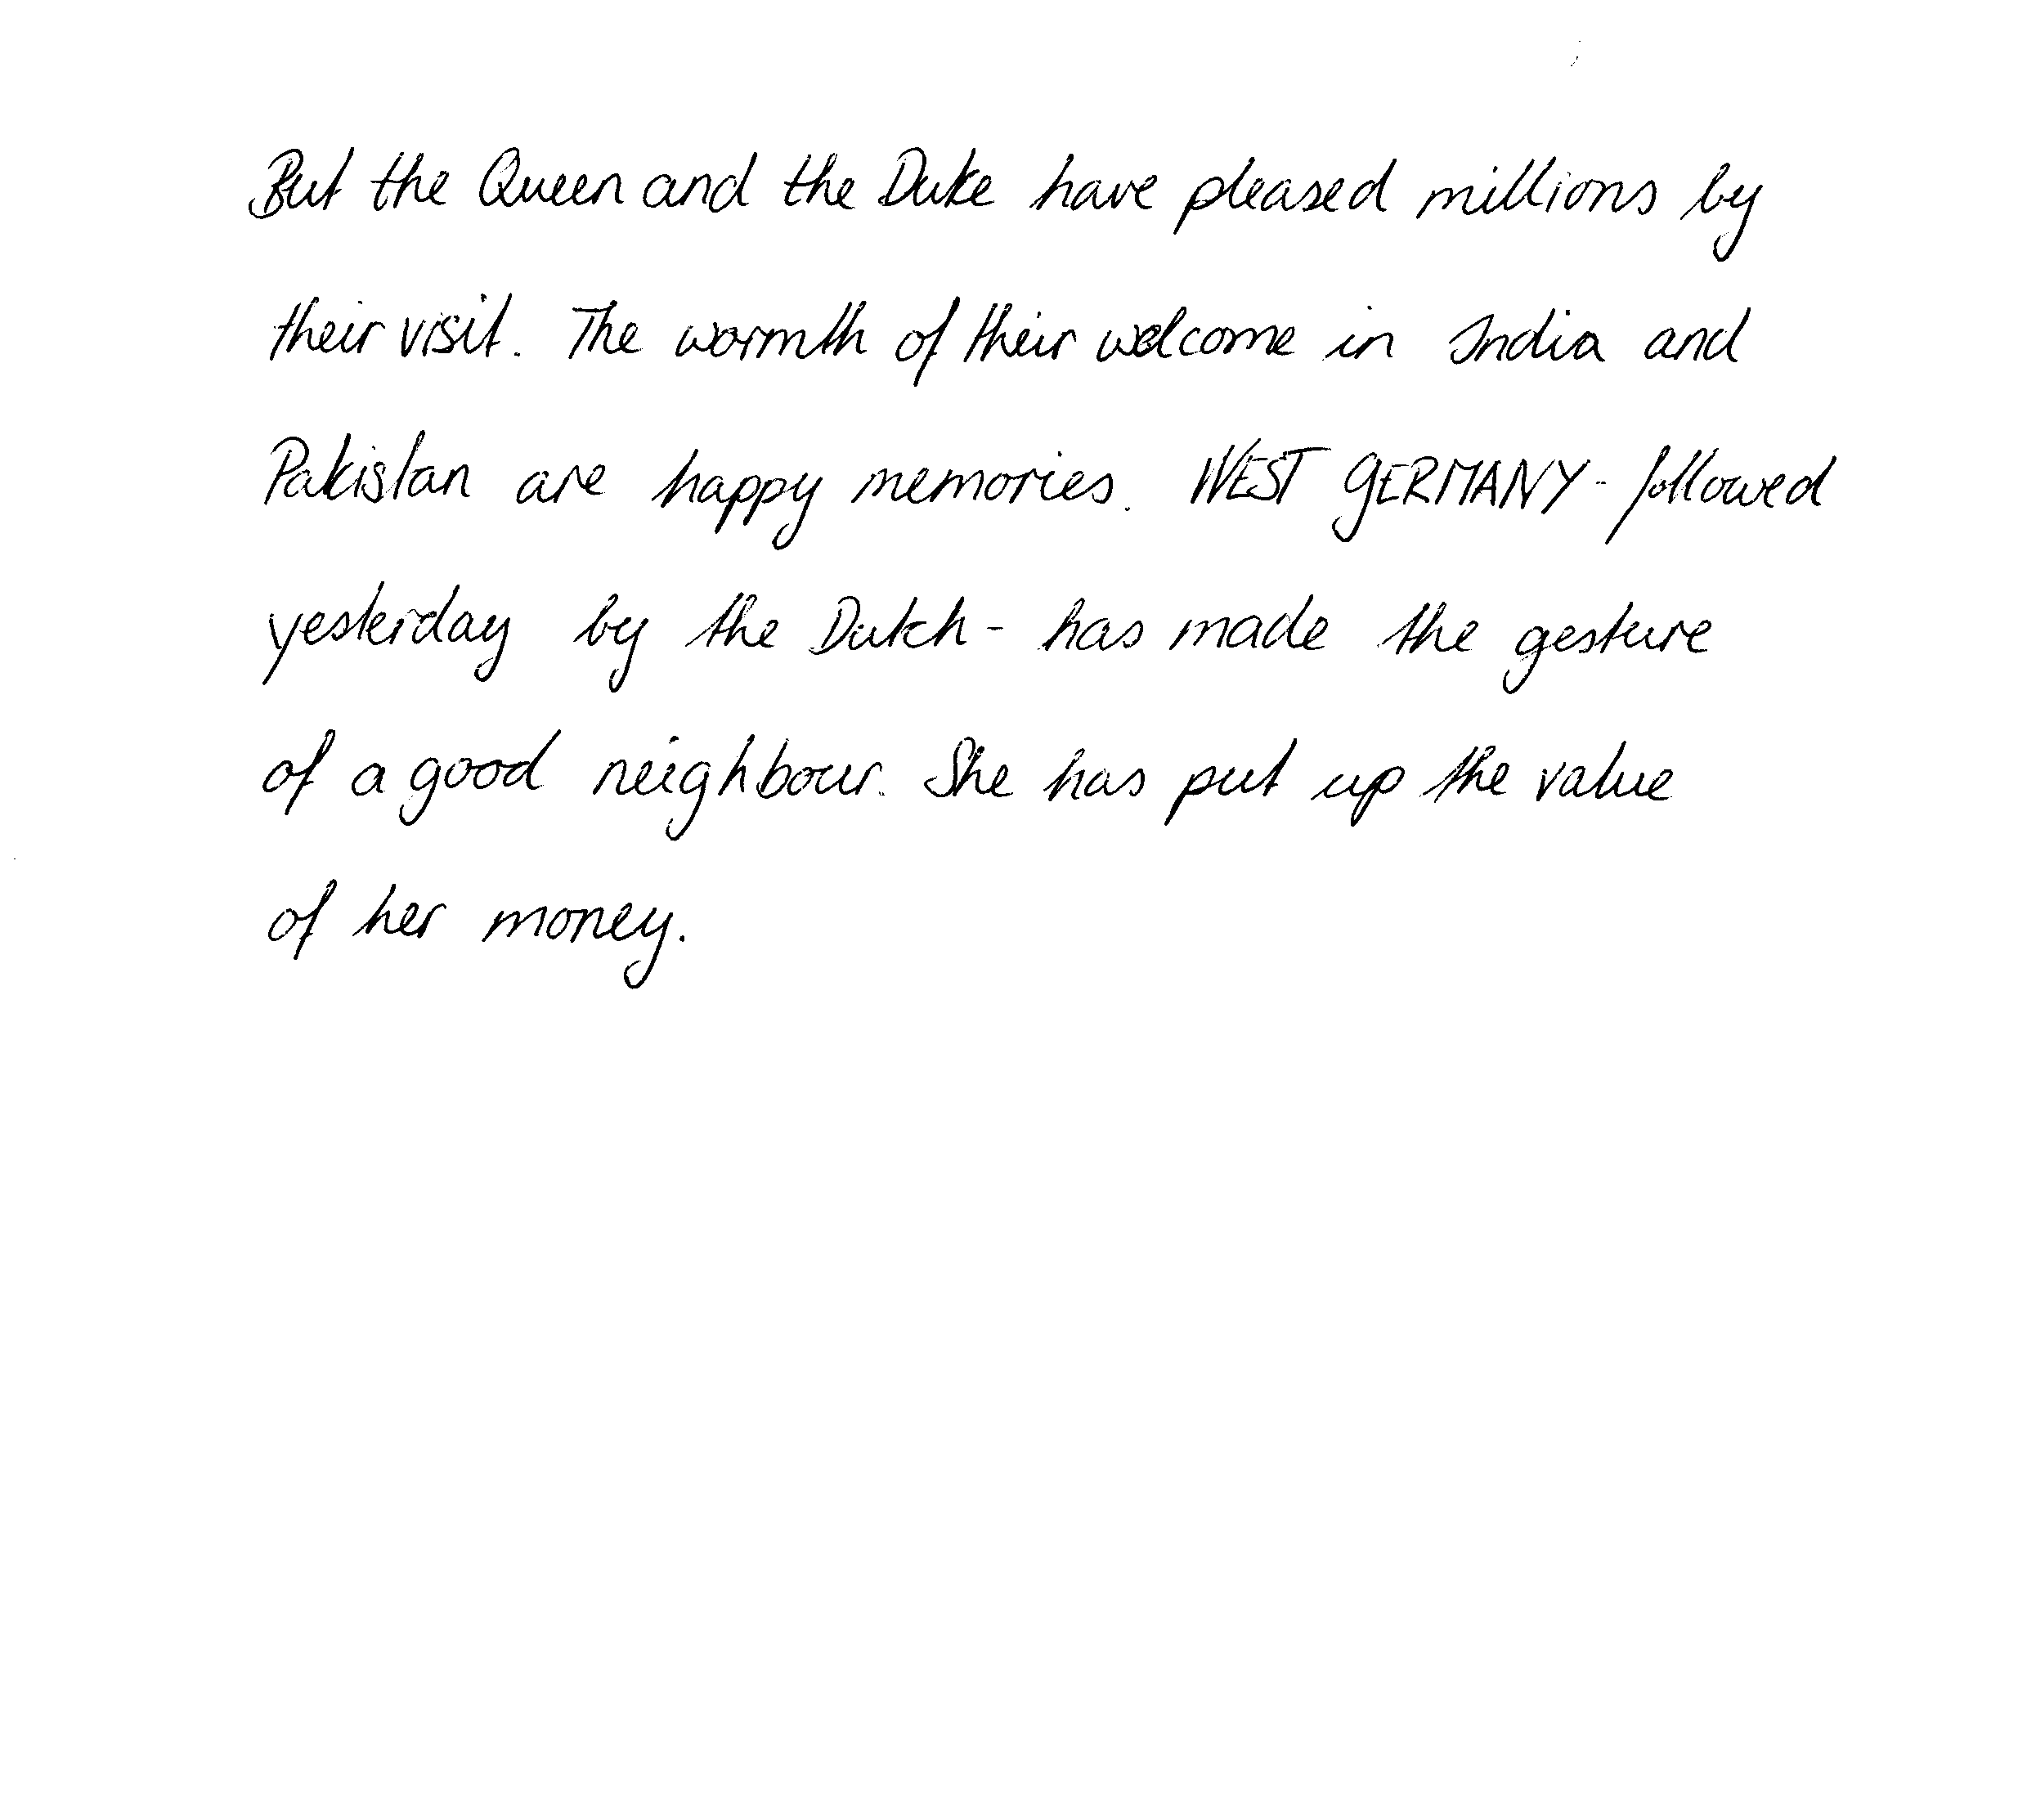 But the Queen and the Duke have pleased millions by
their visit. The warmth of their welcome in India and
Pakistan are happy memories. WEST GERMANY - followed
yesterday by the Dutch - has made the gesture
of a good neighbour. She has put up the value
of her money.